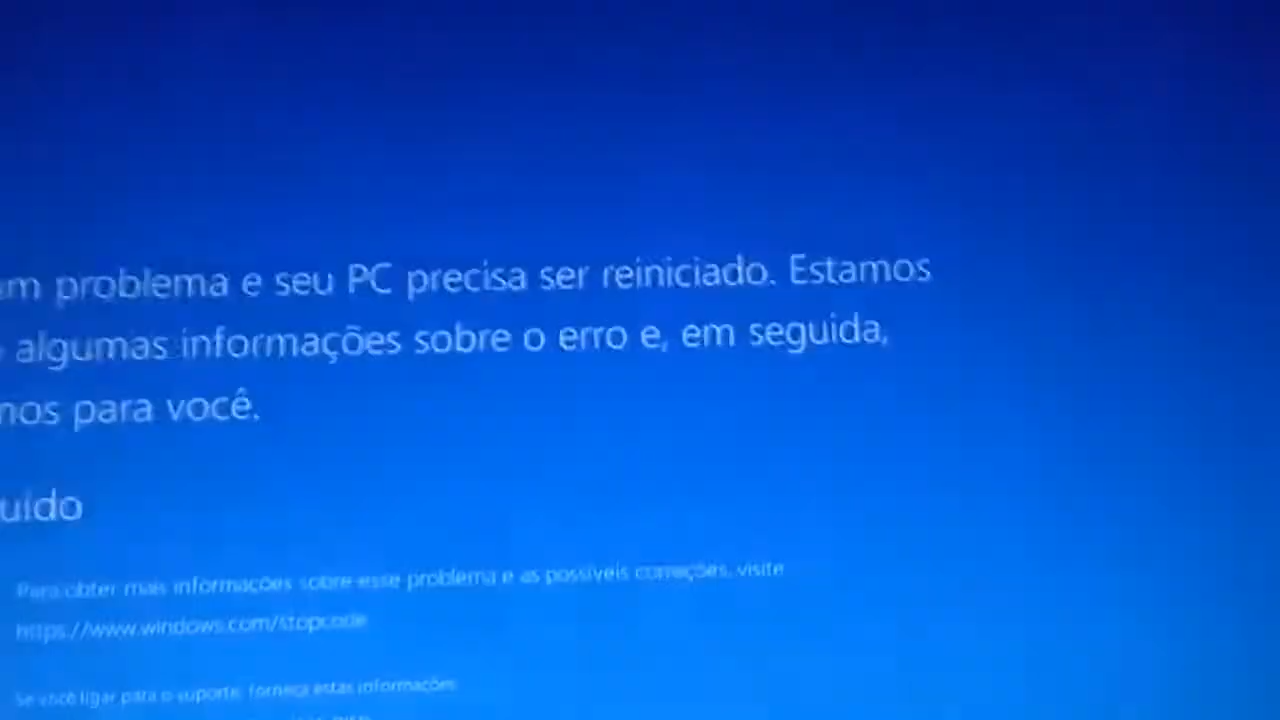 problema e seu PC precisa ser reiniciado. Estamos
algumas informações sobre o erro e, em seguida,
para você.
Para obter mais informações sobre esse problema e as possíveis correções, visite
https://www.windows.com/stopcode
Se você ligar para o suporte, forneça estas informações: